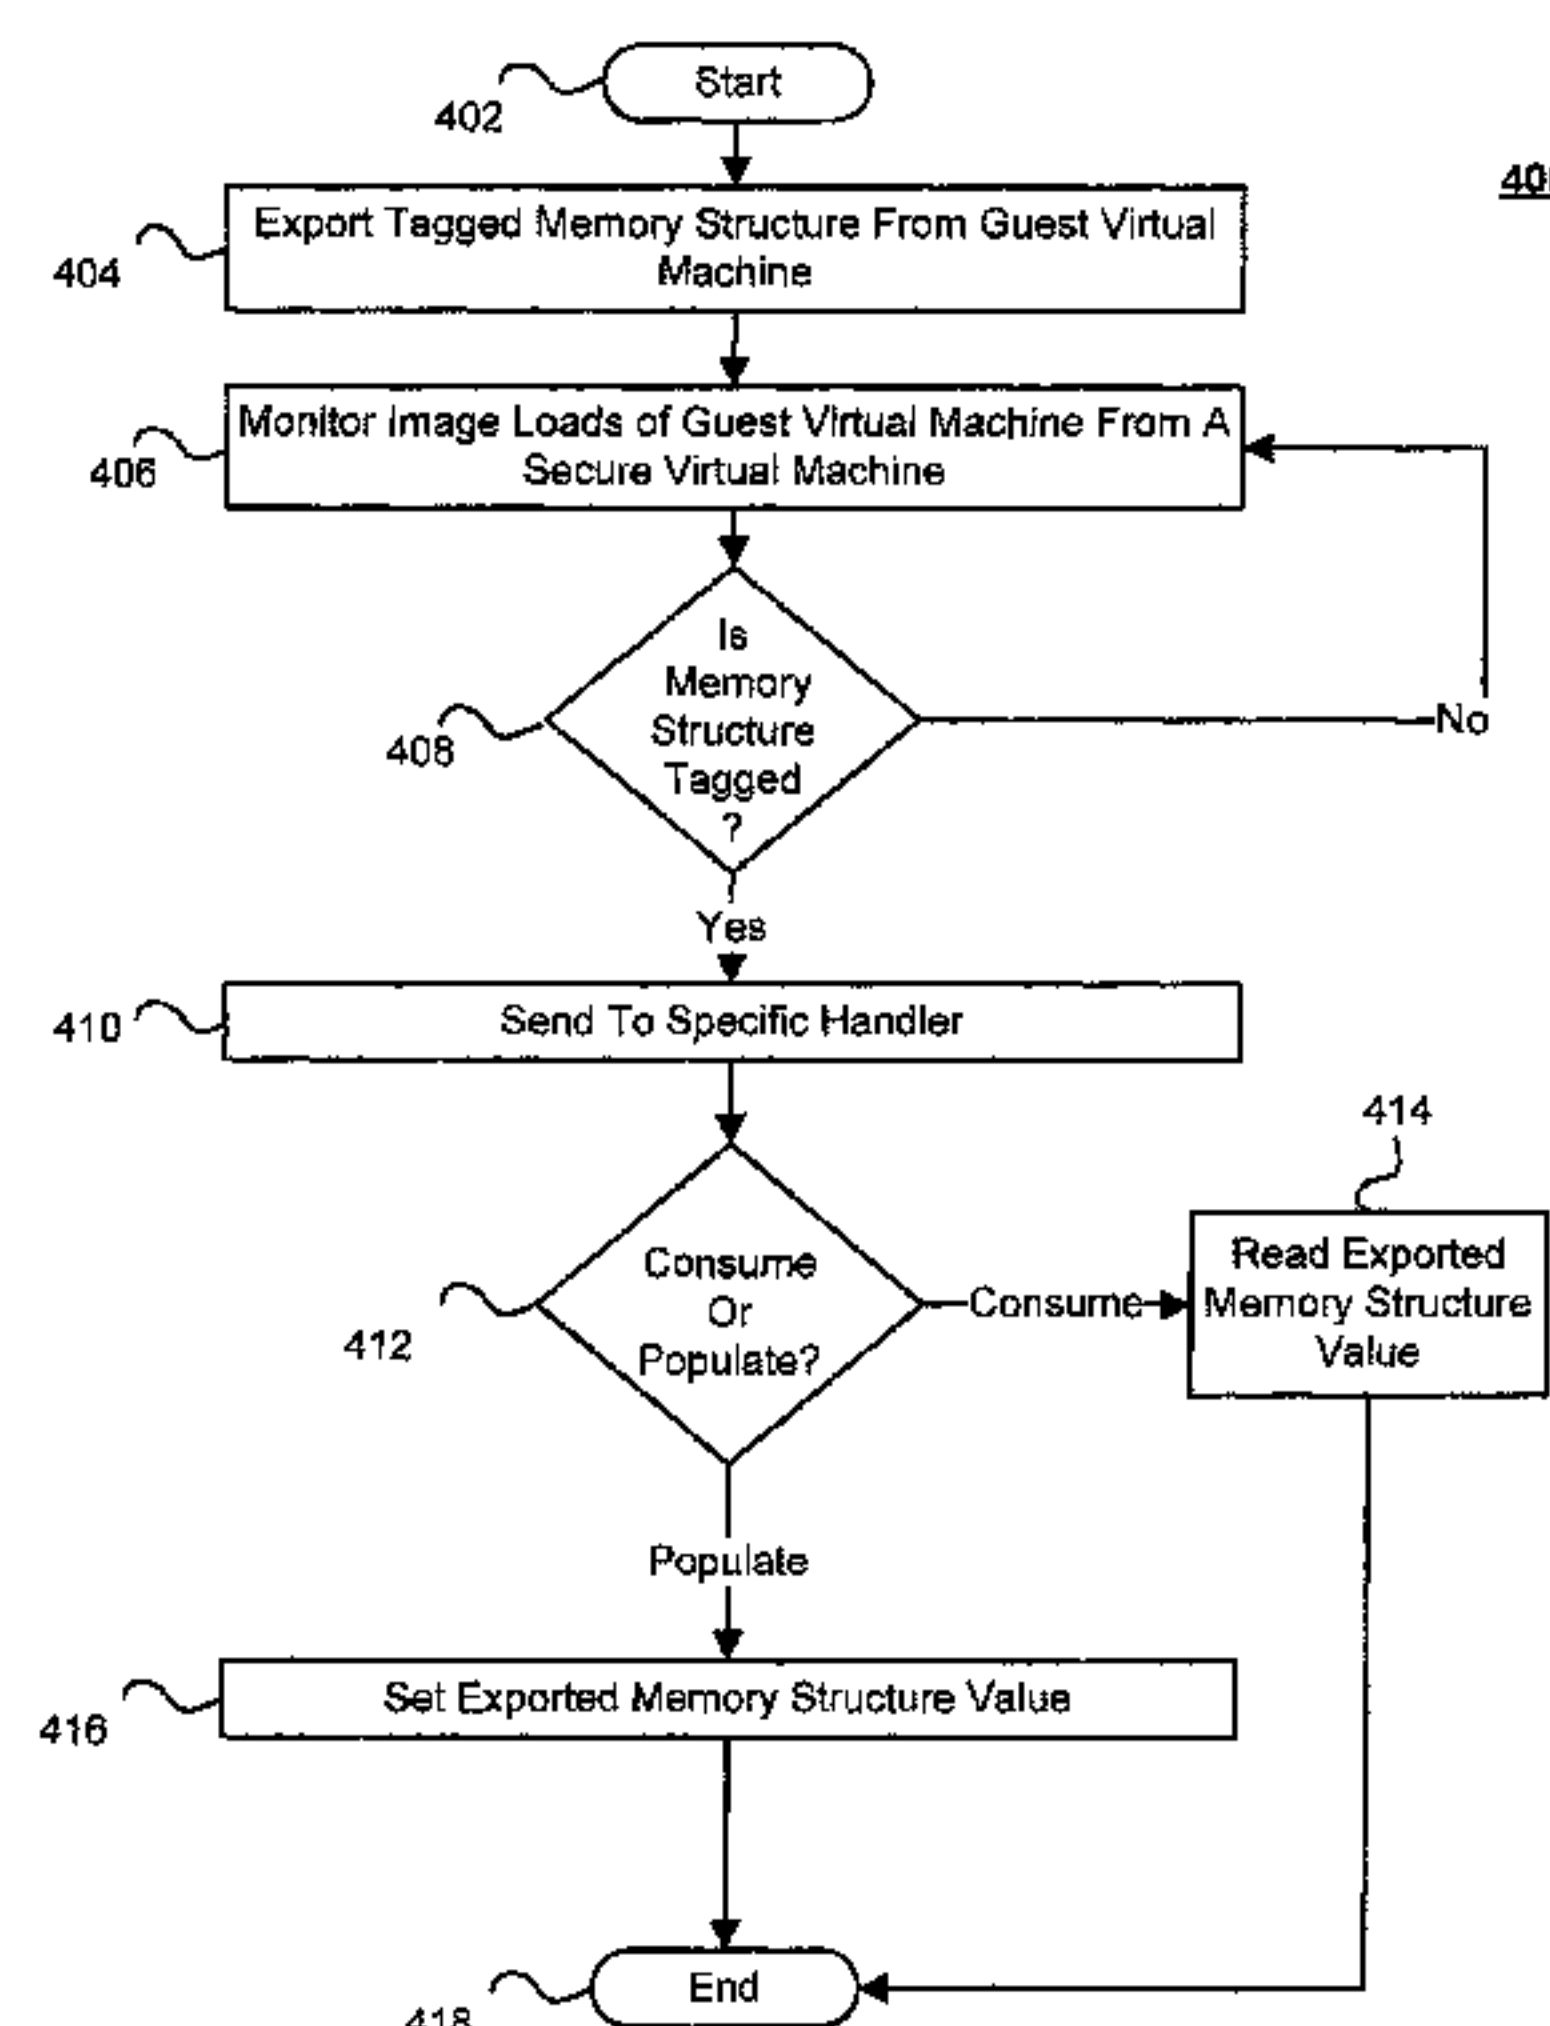 Start
402
Export Tagged Memory Structure From Guest Virtual
Machine
404
Monitor Image Loads of Guest Virtual Machine From A
Secure Virtual Machine
406
Is
Memory
Structure
Tagged
?
408
No
Yes
Send To Specific Handler
410
414
Consume
Or
Populate?
412
Consume
Read Exported
Memory Structure
Value
Populate
Set Exported Memory Structure Value
416
End
418